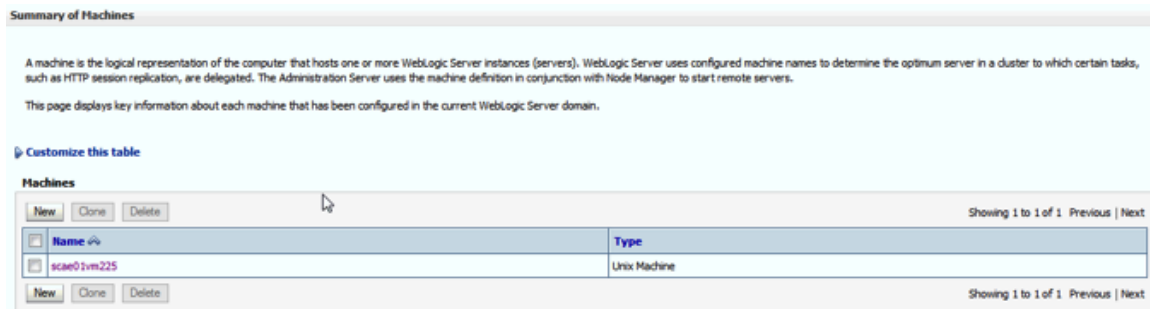 Summary of Machines
A machine is the logical representation of the computer that hosts one or more WebLogic Server instances (servers). WebLogic Server uses configured machine names to determine the optimum server in a cluster to which certain tasks,
such as HTTP session replication, are delegated. The Administration Server uses the machine definition in conjunction with Node Manager to start remote servers.
This page displays key information about each machine that has been configured in the current WebLogic Server domain.
Customize this table
Machines
New Clone Delete Showing 1 to 1 of 1 Previous | Next
Name Type
scae01vm225 Unix Machine
New Clone Delete Showing 1 to 1 of 1 Previous | Next